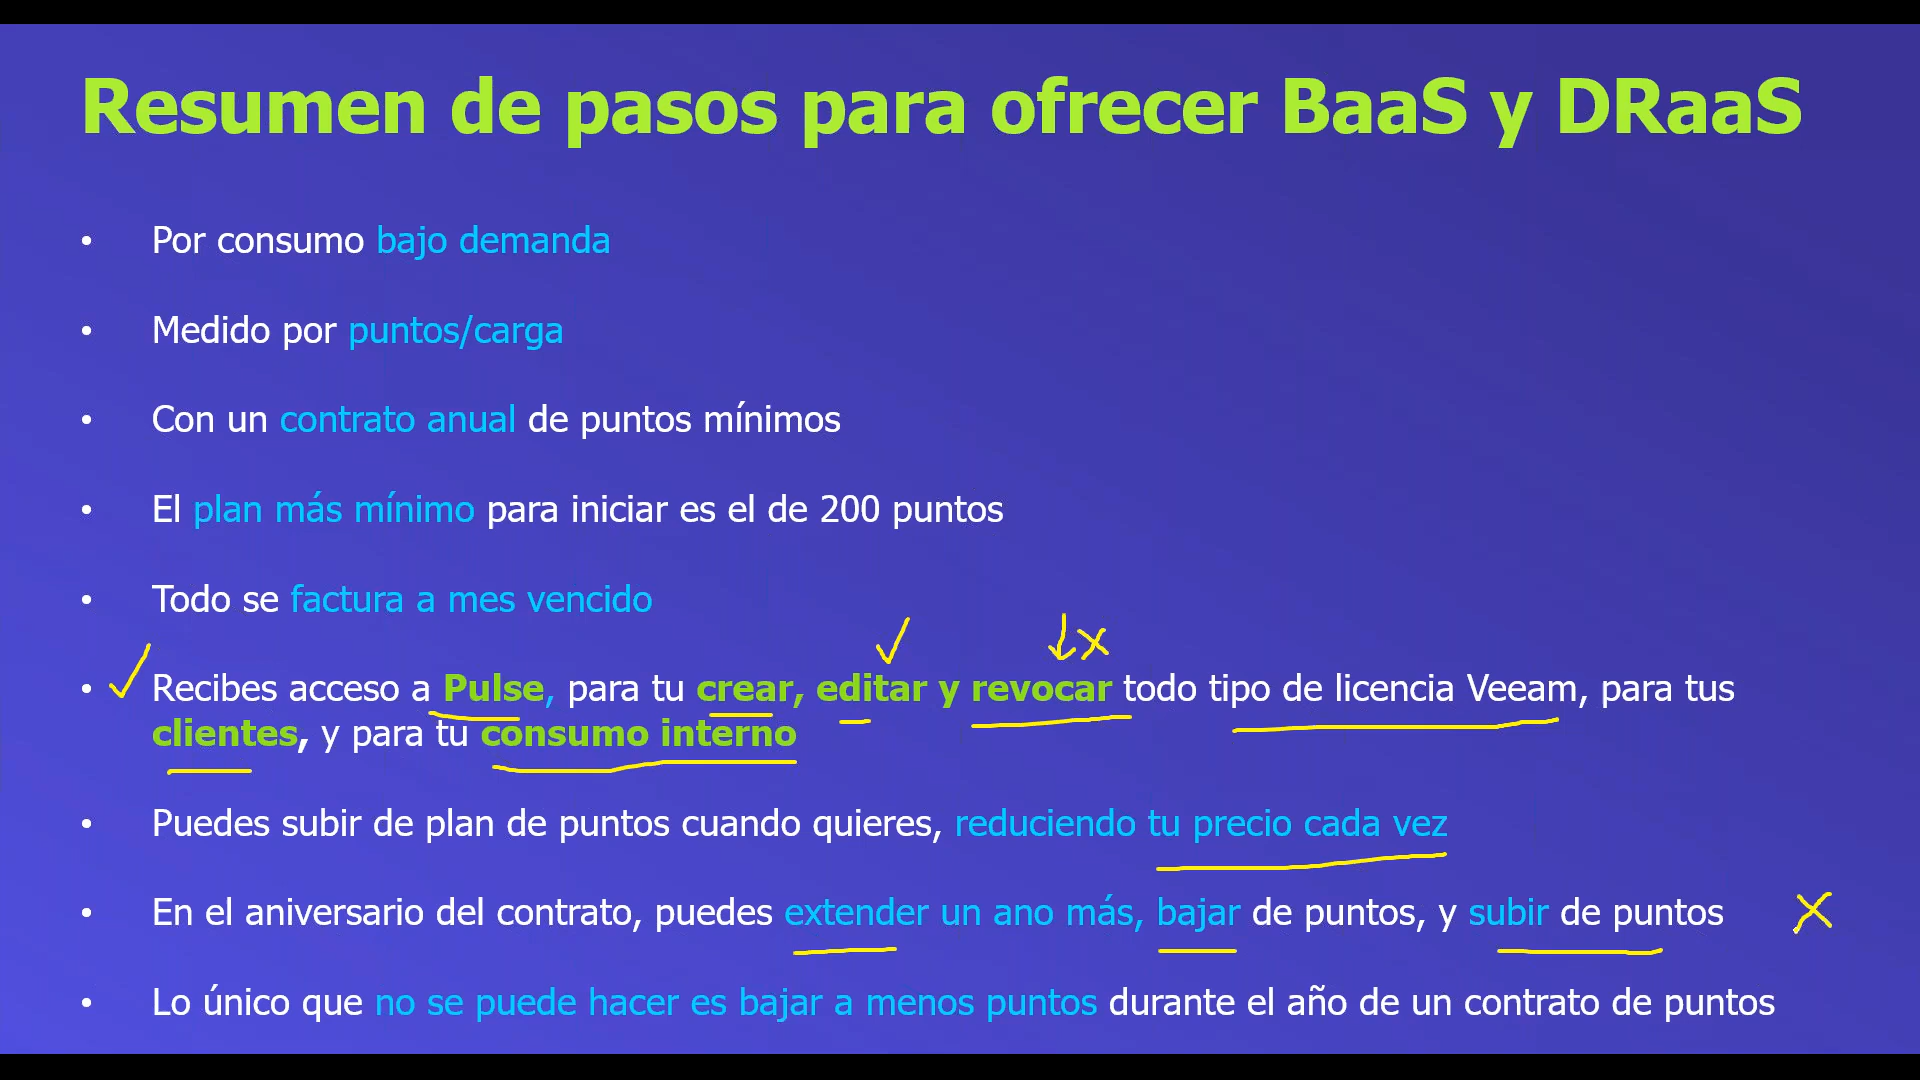 Resumen de pasos para ofrecer BaaS y DRaaS
• Por consumo bajo demanda
• Medido por puntos/carga
• Con un contrato anual de puntos mínimos
• El plan más mínimo para iniciar es el de 200 puntos
• Todo se factura a mes vencido
• Recibes acceso a Pulse, para tu crear, editar y revocar todo tipo de licencia Veeam, para tus
clientes, y para tu consumo interno
• Puedes subir de plan de puntos cuando quieres, reduciendo tu precio cada vez
• En el aniversario del contrato, puedes extender un ano más, bajar de puntos, y subir de puntos
• Lo único que no se puede hacer es bajar a menos puntos durante el año de un contrato de puntos